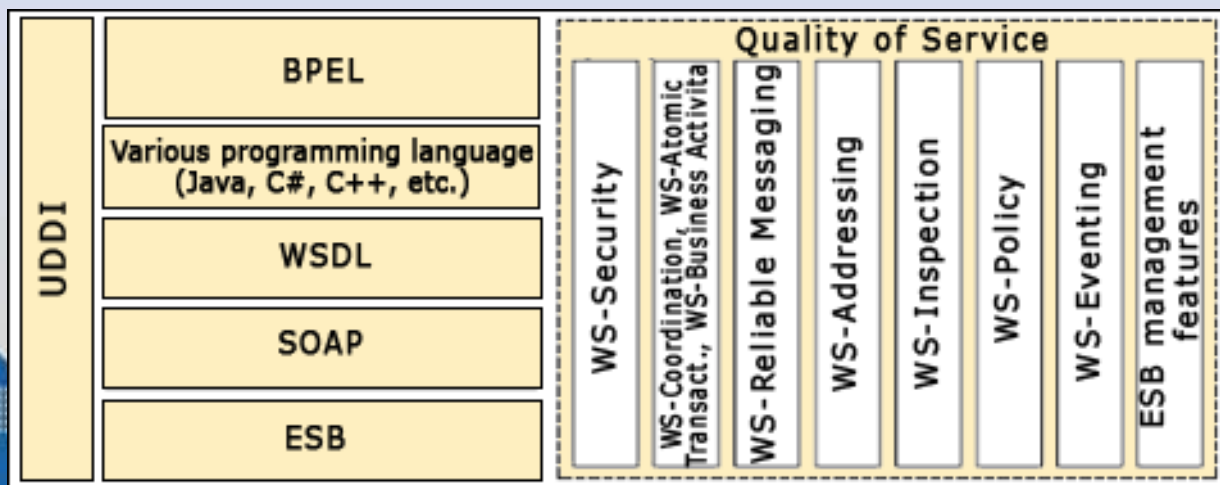 UDDI
BPEL
Various programming language
(Java, C#, C++, etc.)
WSDL
SOAP
ESB
Quality of Service
WS-Security
WS-Coordination, WS-Atomic
Transact., WS-Business Activita
WS-Reliable Messaging
WS-Addressing
WS-Inspection
WS-Policy
WS-Eventing
ESB management
features